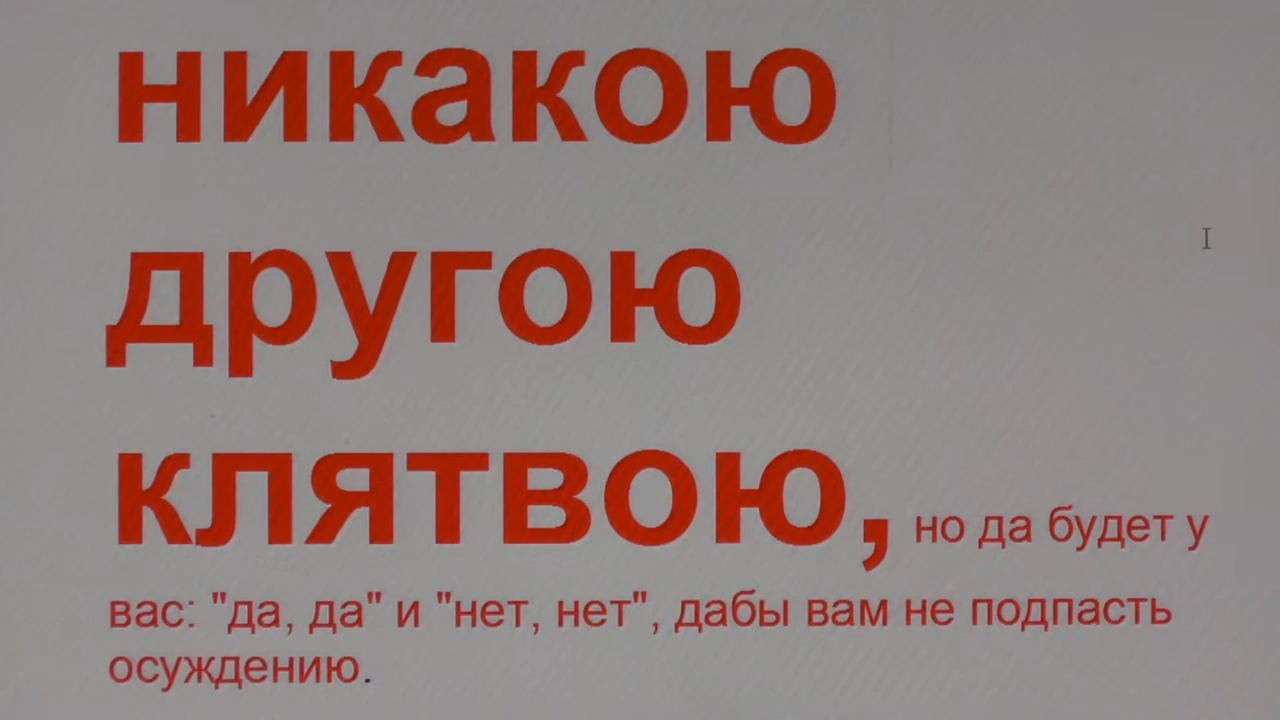 никакою
другою
клятвою, но да будет у
вас: "да, да" и "нет, нет", дабы вам не подпасть
осуждению.